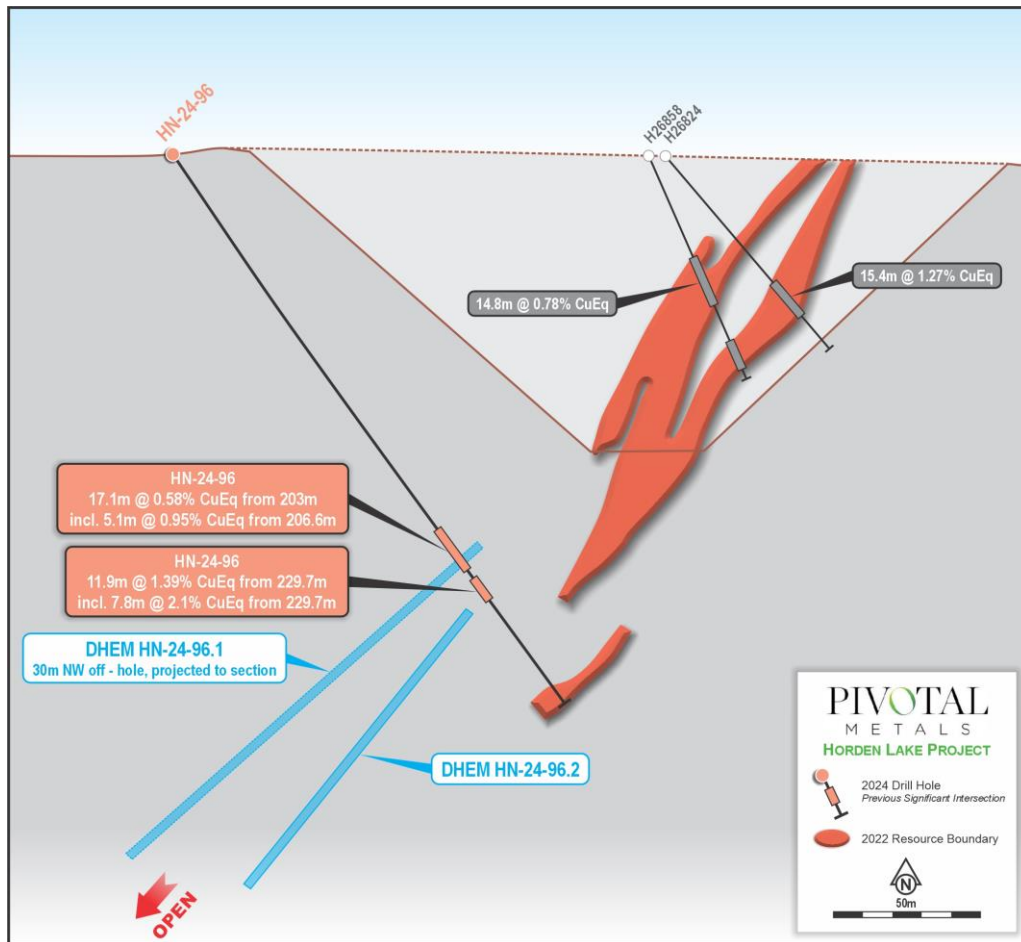 HN-24-96
H26858
H26824
14.8m @ 0.78% CuEq
15.4m @ 1.27% CuEq
HN-24-96
17.1m @ 0.58% CuEq from 203m
incl. 5.1m @ 0.95% CuEq from 206.6m
HN-24-96
11.9m @ 1.39% CuEq from 229.7m
incl. 7.8m @ 2.1% CuEq from 229.7m
DHEM HN-24-96.1
30m NW off - hole, projected to section
DHEM HN-24-96.2
OPEN
PIVOTAL
METALS
HORDEN LAKE PROJECT
2024 Drill Hole
Previous Significant Intersection
2022 Resource Boundary
N
50m